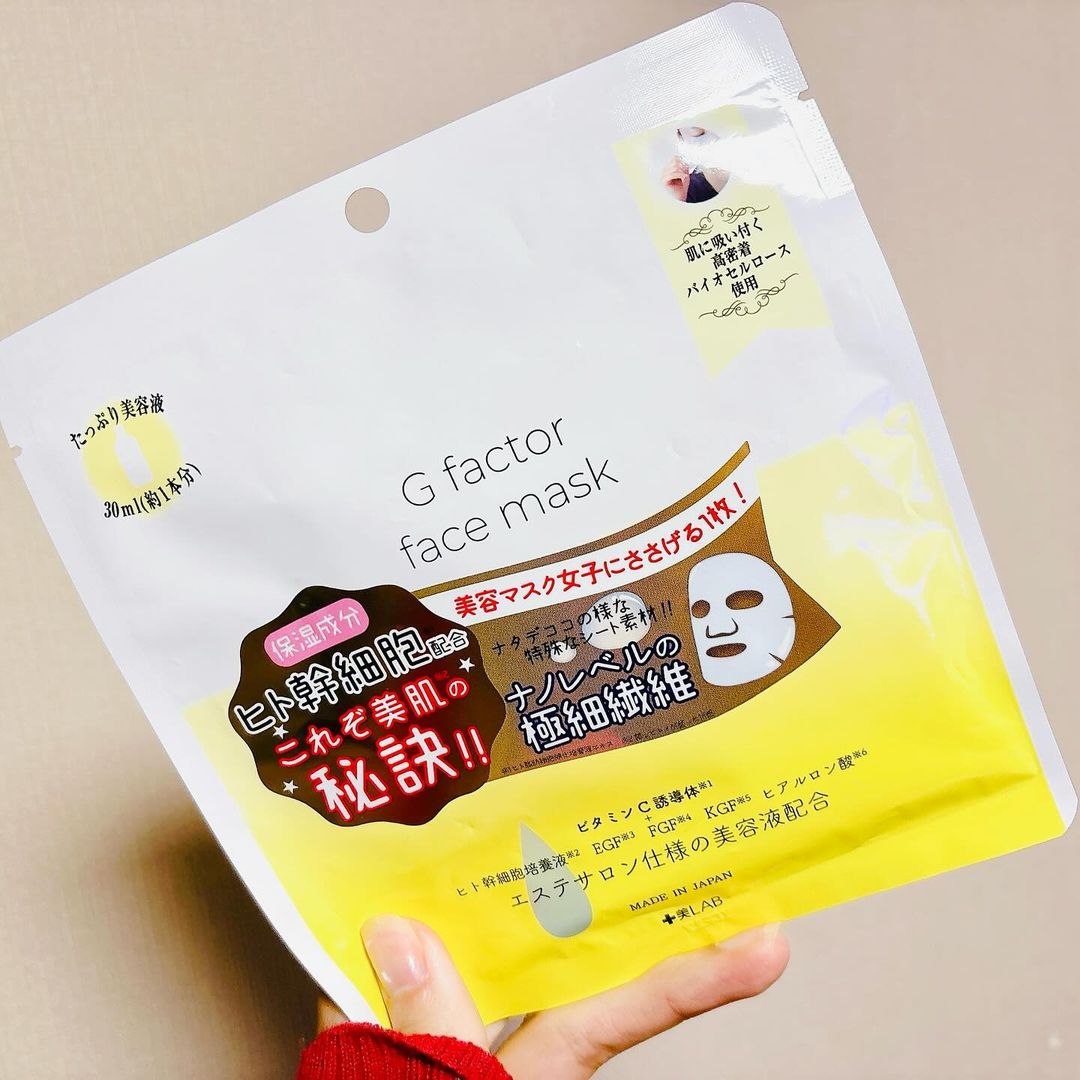 肌に吸い付く
高密着
バイオセルロース
使用
たっぷり美容液
30ml(約1本分)
G factor
face mask
美容マスク女子にささげる1枚!
ナタデココの様な
特殊なシート素材!!
ナノレベルの
極細繊維
保湿成分
ヒト幹細胞配合
これぞ美肌※2の
秘訣!!
ビタミンC誘導体※1
+
ヒト幹細胞培養液※2 EGF※3 FGF※4 KGF※5 ヒアルロン酸※6
エステサロン仕様の美容液配合
MADE IN JAPAN
+美LAB